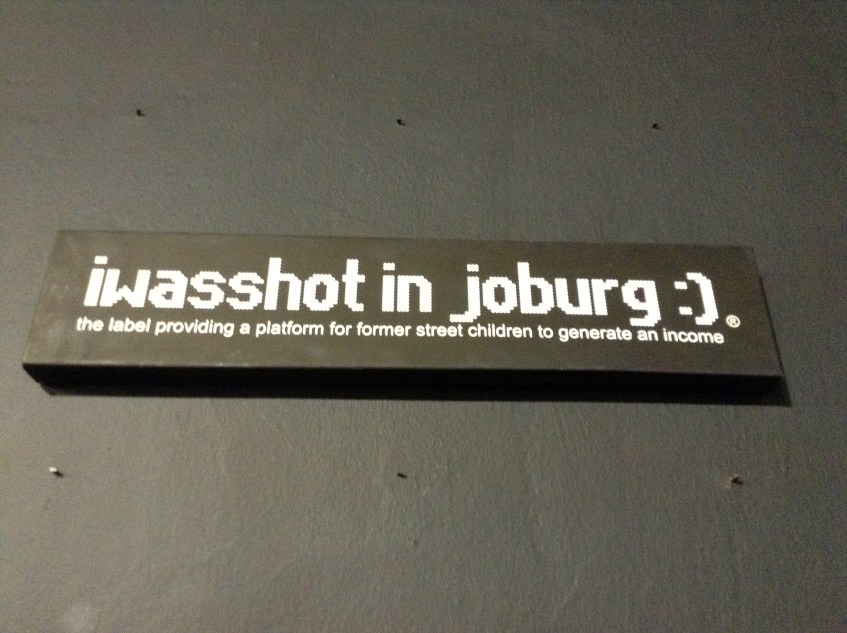 iwasshot in joburg :) ®
the label providing a platform for former street children to generate an income